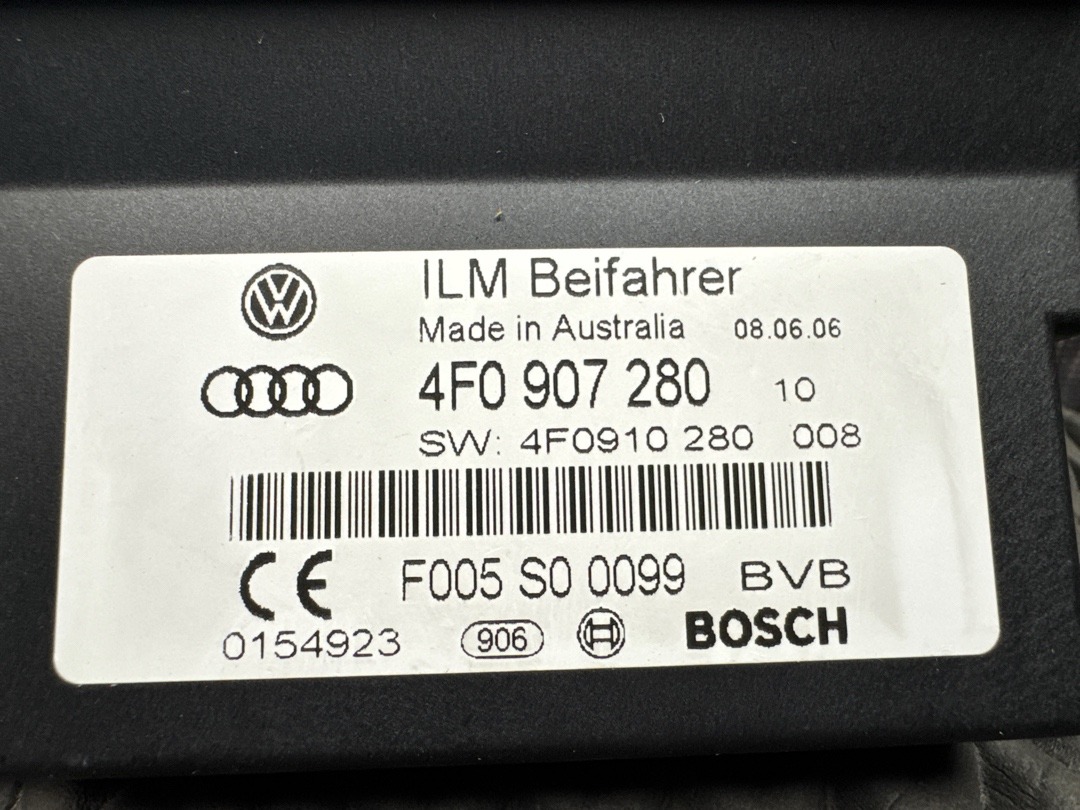 ILM Beifahrer
Made in Australia 08.06.06
4F0 907 280 10
SW: 4F0910 280 008
CE F005 S0 0099 BVB
0154923 906 BOSCH